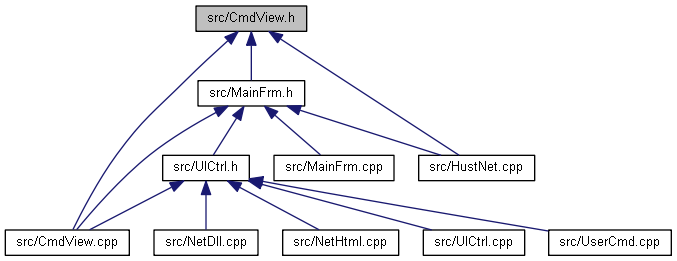 src/CmdView.h
src/MainFrm.h
src/UICtrl.h
src/MainFrm.cpp
src/HustNet.cpp
src/CmdView.cpp
src/NetDll.cpp
src/NetHtml.cpp
src/UICtrl.cpp
src/UserCmd.cpp